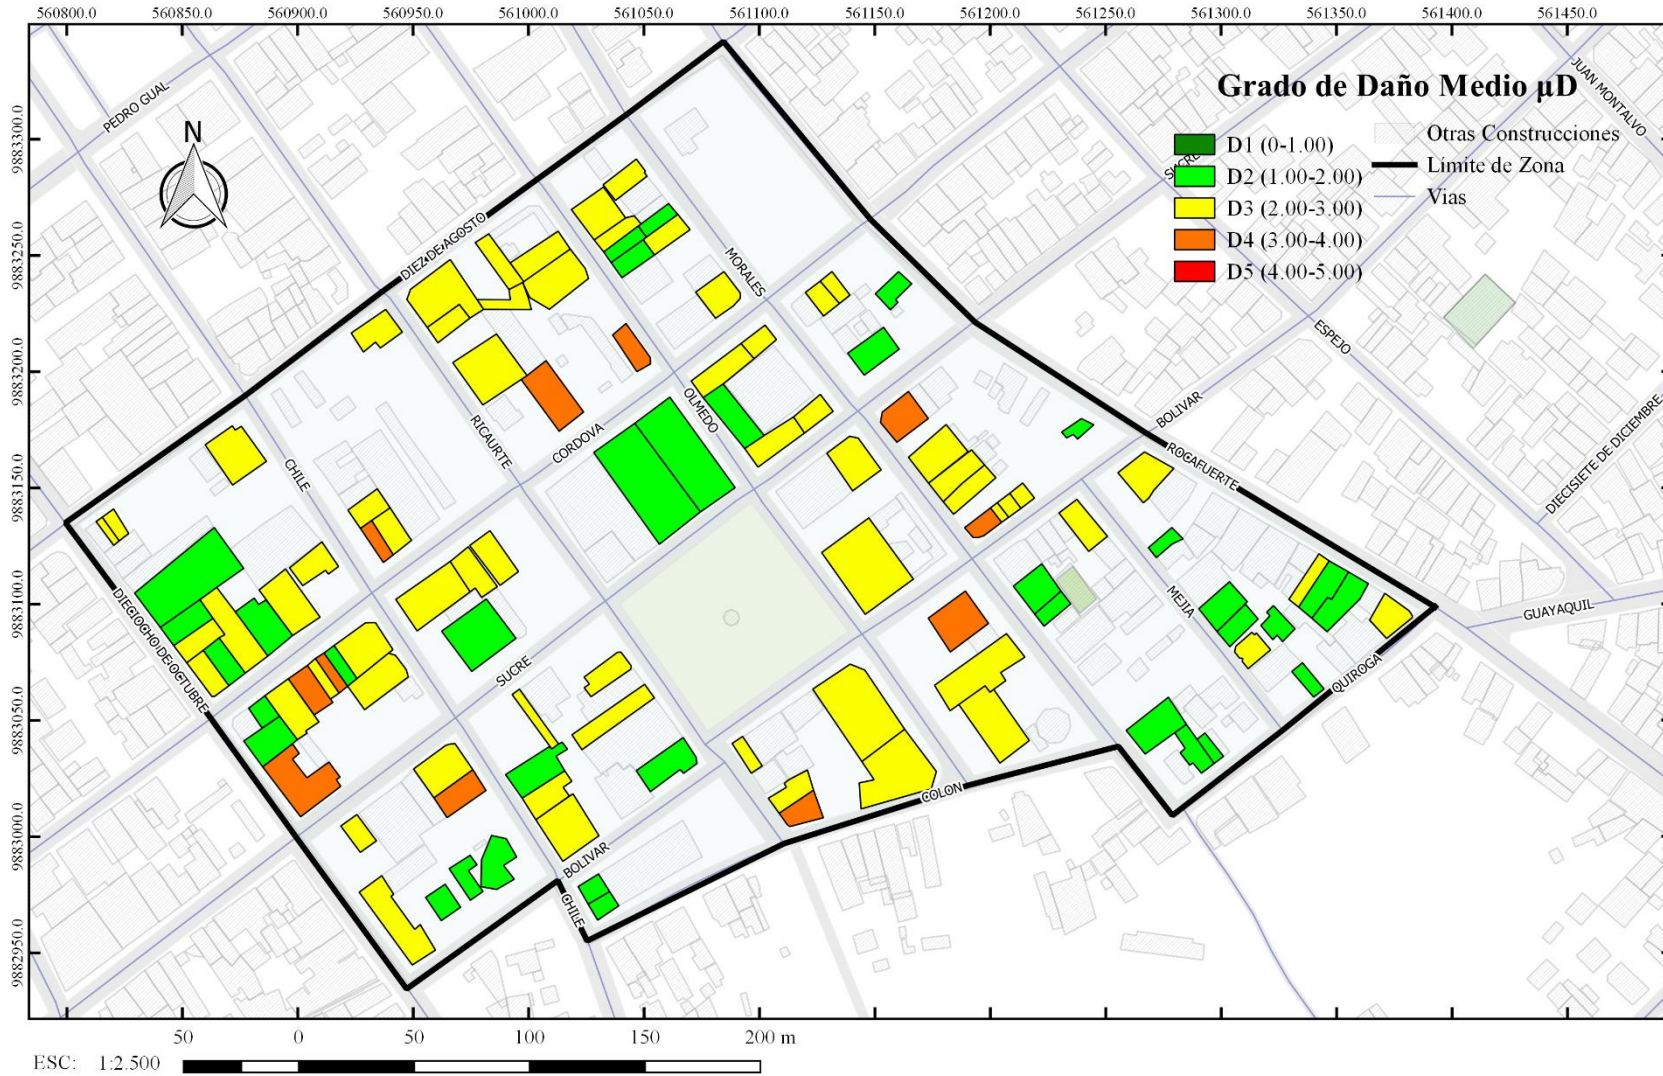 560800.0 560850.0 560900.0 560950.0 561000.0 561050.0 561100.0 561150.0 561200.0 561250.0 561300.0 561350.0 561400.0 561450.0
9883300.0
9883250.0
9883200.0
9883150.0
9883100.0
9883050.0
9883000.0
9882950.0
N
Grado de Daño Medio μD
D1 (0-1.00)
D2 (1.00-2.00)
D3 (2.00-3.00)
D4 (3.00-4.00)
D5 (4.00-5.00)
Otras Construcciones
Limite de Zona
Vias
PEDRO GUAL
JUAN MONTALVO
SUCRE
DIEZ DE AGOSTO
MORALES
ESPEJO
OLMEDO
BOLIVAR
DIECISIETE DE DICIEMBRE
RICAURTE
CORDOVA
CHILE
ROCAFUERTE
DIECIOCHO DE OCTUBRE
MEJIA
GUAYAQUIL
SUCRE
QUIROGA
COLON
BOLIVAR
CHILE
50 0 50 100 150 200 m
ESC: 1:2.500